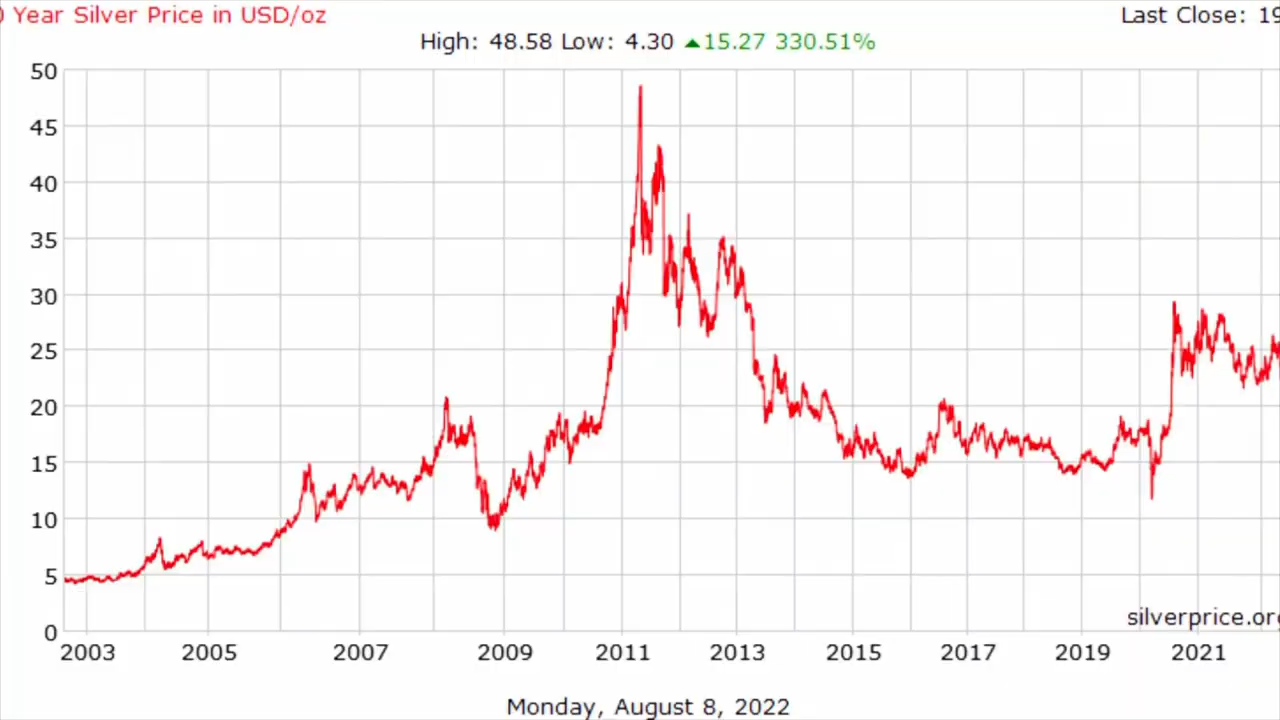 ) Year Silver Price in USD/oz
Last Close: 19
High: 48.58 Low: 4.30 ▲15.27 330.51%
50
45
40
35
30
25
20
15
10
5
0
silverprice.org
2003 2005 2007 2009 2011 2013 2015 2017 2019 2021
Monday, August 8, 2022